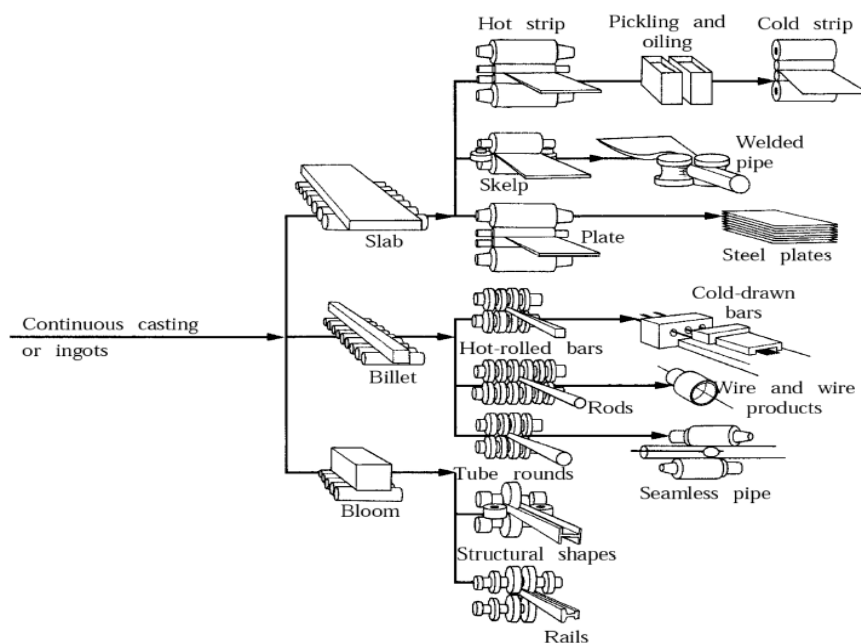 Hot strip
Pickling and
oiling
Cold strip
Skelp
Welded
pipe
Slab
Plate
Steel plates
Continuous casting
or ingots
Billet
Hot-rolled bars
Cold-drawn
bars
Rods
Wire and wire
products
Tube rounds
Seamless pipe
Bloom
Structural shapes
Rails